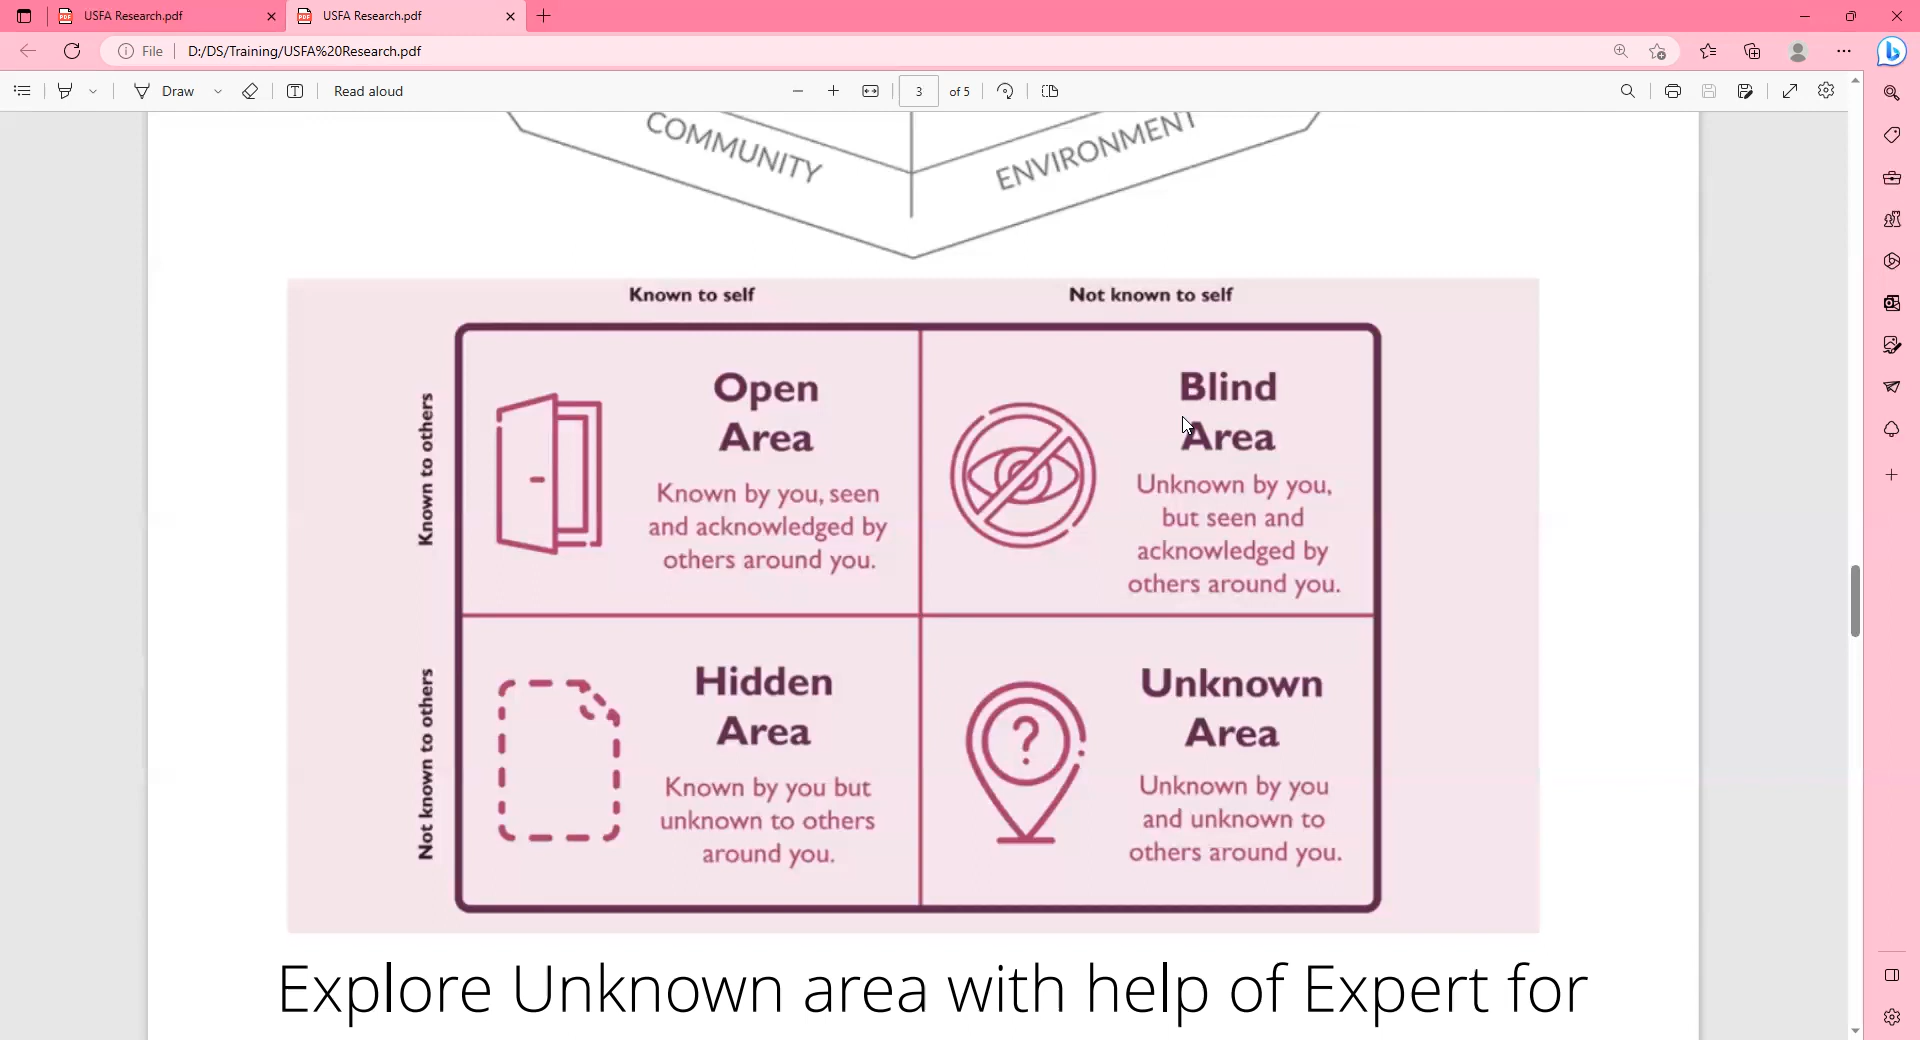 USFA Research.pdf
USFA Research.pdf
File
D:/DS/Training/USFA%20Research.pdf
Draw
Read aloud
3
of 5
COMMUNITY
ENVIRONMENT
Known to self
Not known to self
Known to others
Open
Area
Known by you, seen
and acknowledged by
others around you.
Blind
Area
Unknown by you,
but seen and
acknowledged by
others around you.
Not known to others
Hidden
Area
Known by you but
unknown to others
around you.
Unknown
Area
Unknown by you
and unknown to
others around you.
Explore Unknown area with help of Expert for